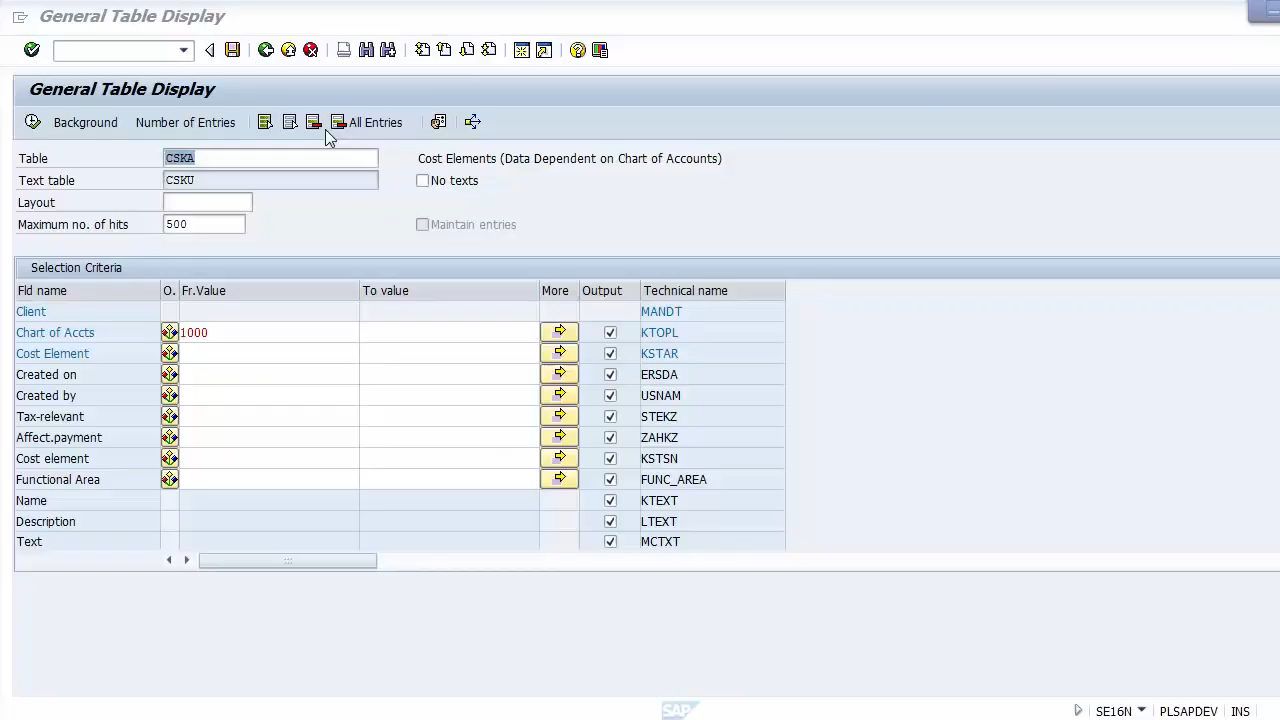 General Table Display
General Table Display
Background Number of Entries All Entries
Table CSKA Cost Elements (Data Dependent on Chart of Accounts)
Text table CSKU No texts
Layout
Maximum no. of hits 500 Maintain entries
Selection Criteria
Fld name O. Fr.Value To value More Output Technical name
Client MANDT
Chart of Accts 1000 KTOPL
Cost Element KSTAR
Created on ERSDA
Created by USNAM
Tax-relevant STEKZ
Affect.payment ZAHKZ
Cost element KSTSN
Functional Area FUNC_AREA
Name KTEXT
Description LTEXT
Text MCTXT
SAP
SE16N PLSAPDEV INS